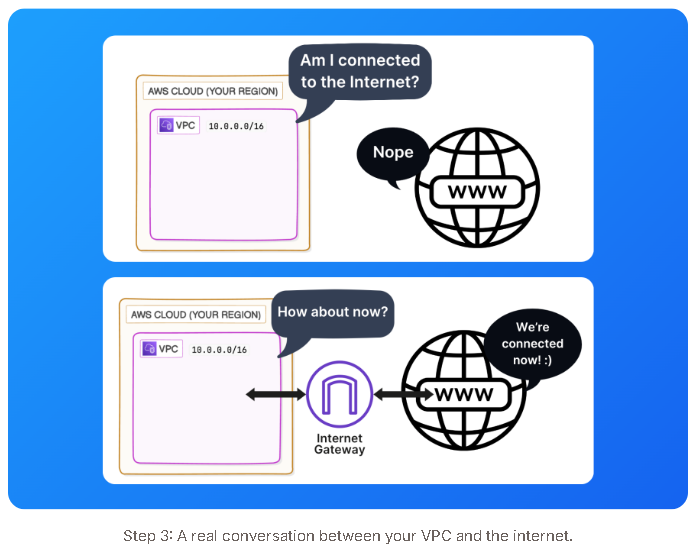 Am I connected
to the Internet?
AWS CLOUD (YOUR REGION)
VPC 10.0.0.0/16
Nope
WWW
AWS CLOUD (YOUR REGION)
How about now?
VPC 10.0.0.0/16
We're
connected
now! :)
WWW
Internet
Gateway
Step 3: A real conversation between your VPC and the internet.